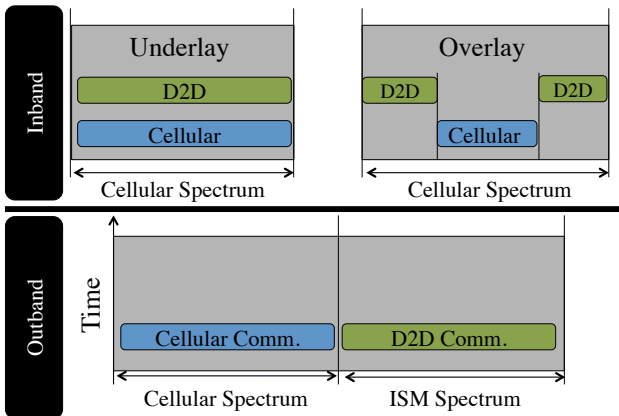 Inband
Underlay
D2D
Cellular
Cellular Spectrum
Overlay
D2D
D2D
Cellular
Cellular Spectrum
Outband
Time
Cellular Comm.
D2D Comm.
Cellular Spectrum
ISM Spectrum